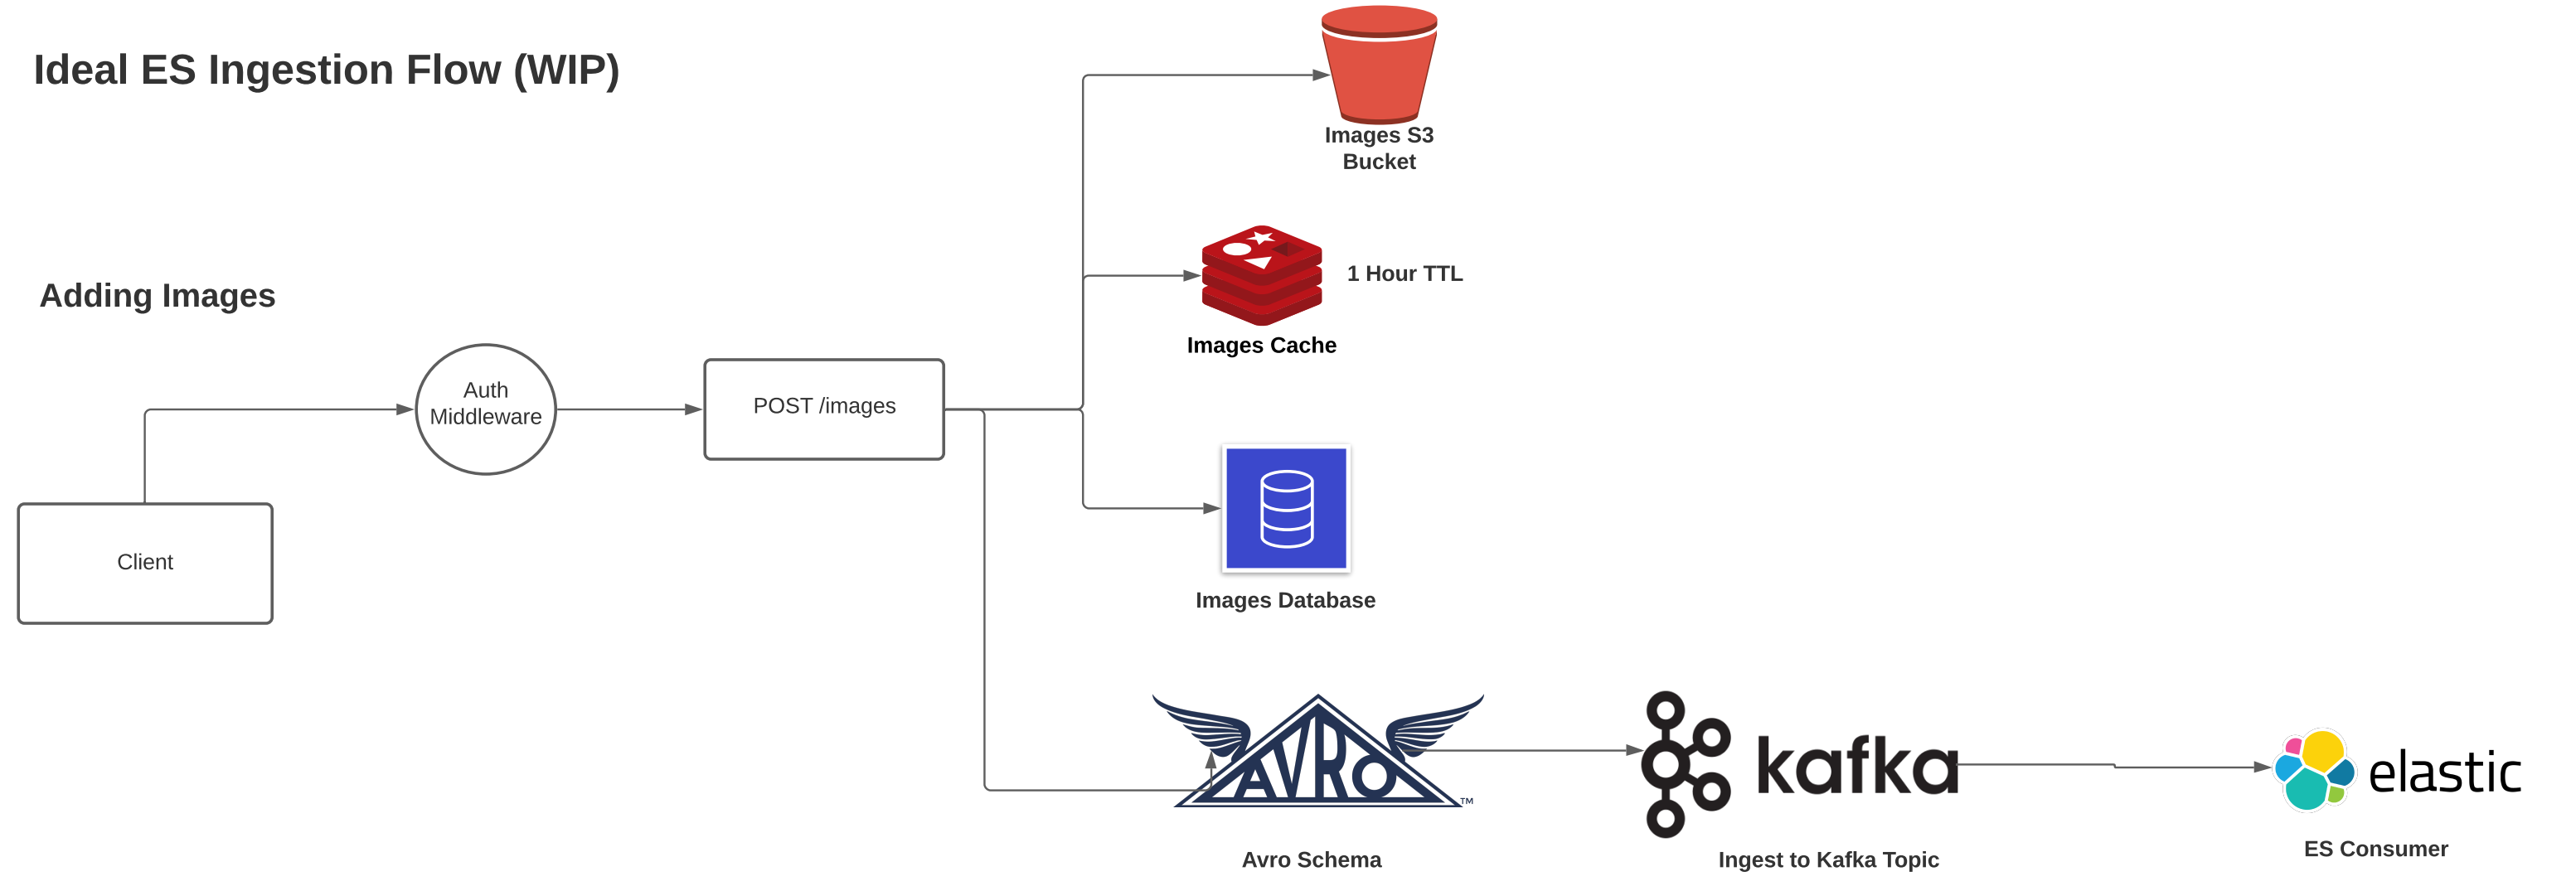 Ideal ES Ingestion Flow (WIP)
Images S3
Bucket
Adding Images
1 Hour TTL
Images Cache
Auth
Middleware
POST /images
Client
Images Database
AVRO
TM
kafka
elastic
Avro Schema
Ingest to Kafka Topic
ES Consumer